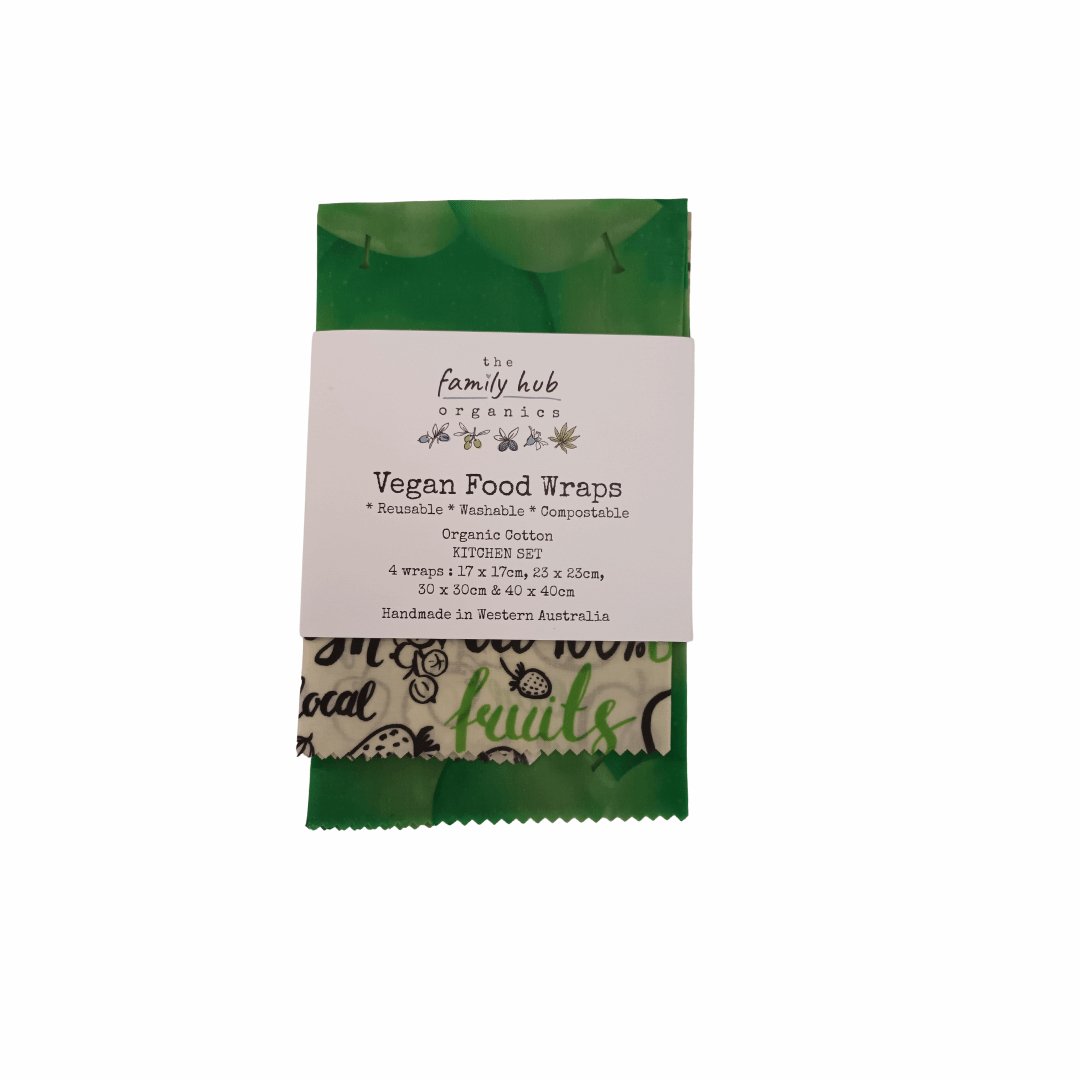 the
family hub
organics
Vegan Food Wraps
* Reusable * Washable * Compostable
Organic Cotton
KITCHEN SET
4 wraps : 17 x 17cm, 23 x 23cm,
30 x 30cm & 40 x 40cm
Handmade in Western Australia
100%
local
fruits